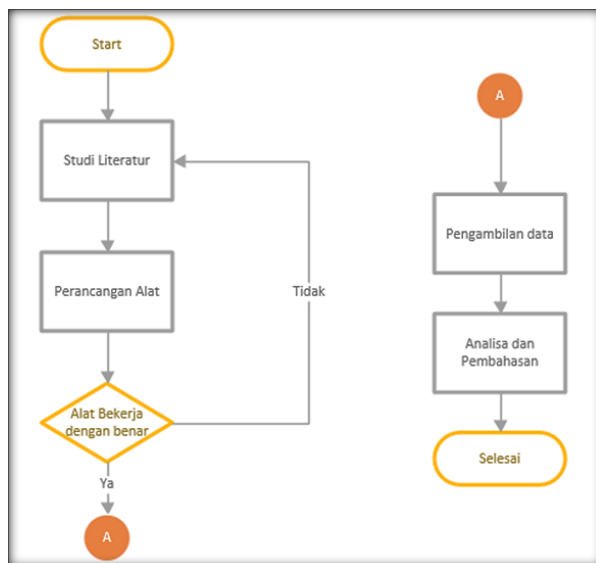 Start
Studi Literatur
Perancangan Alat
Tidak
Alat Bekerja
dengan benar
Ya
A
A
Pengambilan data
Analisa dan
Pembahasan
Selesai